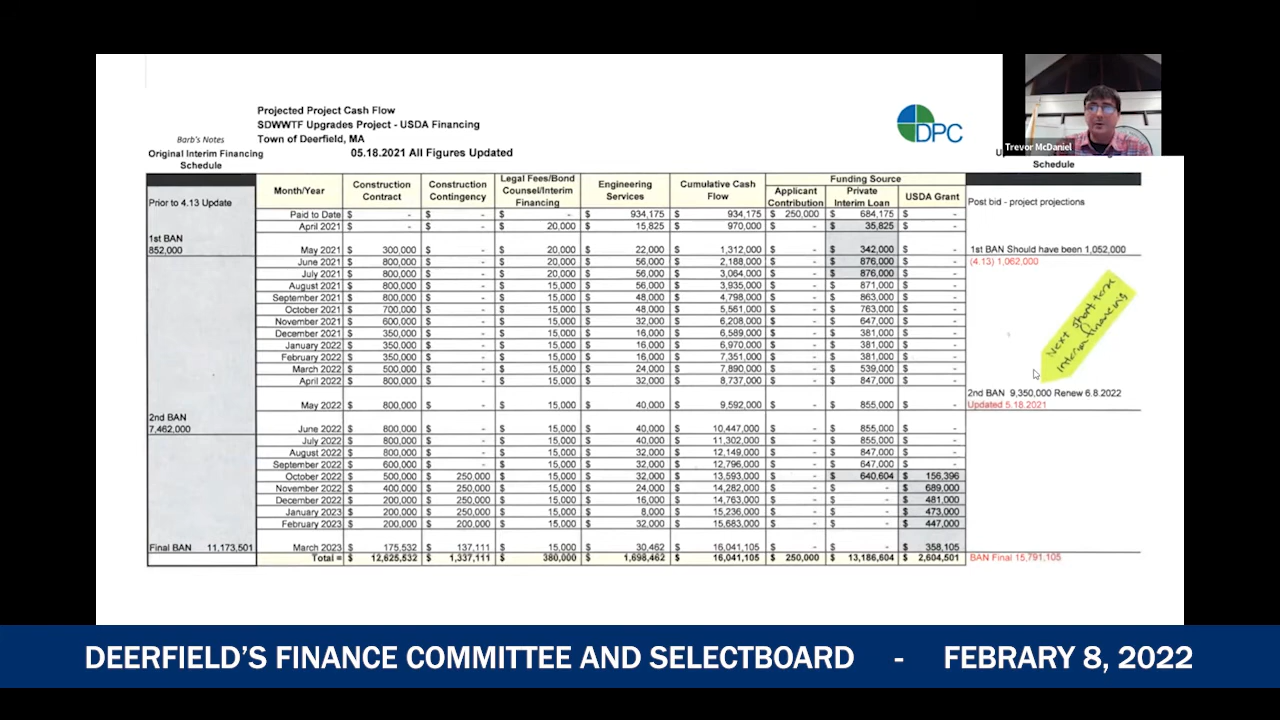 Projected Project Cash Flow
SDWWTF Upgrades Project - USDA Financing
Barb's Notes Town of Deerfield, MA
Original Interim Financing Schedule 05.18.2021 All Figures Updated
DPC
Trevor McDaniel
Schedule
Prior to 4.13 Update
Month/Year Construction Contract Construction Contingency Legal Fees/Bond Counsel/Interim Financing Engineering Services Cumulative Cash Flow Funding Source Applicant Contribution Private Interim Loan USDA Grant
Post bid - project projections
Paid to Date $ - $ - $ - $ 934,175 $ 934,175 $ 250,000 $ 684,175 $ -
April 2021 $ - $ - $ 20,000 $ 15,825 $ 970,000 $ - $ 35,825 $ -
1st BAN
852,000 May 2021 $ 300,000 $ - $ 20,000 $ 22,000 $ 1,312,000 $ - $ 342,000 $ - 1st BAN Should have been 1,052,000
June 2021 $ 800,000 $ - $ 20,000 $ 56,000 $ 2,188,000 $ - $ 876,000 $ - (4.13) 1,062,000
July 2021 $ 800,000 $ - $ 20,000 $ 56,000 $ 3,064,000 $ - $ 876,000 $ -
August 2021 $ 800,000 $ - $ 15,000 $ 56,000 $ 3,935,000 $ - $ 871,000 $ -
September 2021 $ 800,000 $ - $ 15,000 $ 48,000 $ 4,798,000 $ - $ 863,000 $ -
October 2021 $ 700,000 $ - $ 15,000 $ 48,000 $ 5,561,000 $ - $ 763,000 $ -
November 2021 $ 600,000 $ - $ 15,000 $ 32,000 $ 6,208,000 $ - $ 647,000 $ -
December 2021 $ 350,000 $ - $ 15,000 $ 16,000 $ 6,589,000 $ - $ 381,000 $ -
January 2022 $ 350,000 $ - $ 15,000 $ 16,000 $ 6,970,000 $ - $ 381,000 $ -
February 2022 $ 350,000 $ - $ 15,000 $ 16,000 $ 7,351,000 $ - $ 381,000 $ -
March 2022 $ 500,000 $ - $ 15,000 $ 24,000 $ 7,890,000 $ - $ 539,000 $ -
April 2022 $ 800,000 $ - $ 15,000 $ 32,000 $ 8,737,000 $ - $ 847,000 $ -
Next short term
interim financing
2nd BAN 9,350,000 Renew 6.8.2022
May 2022 $ 800,000 $ - $ 15,000 $ 40,000 $ 9,592,000 $ - $ 855,000 $ - Updated 5.18.2021
2nd BAN
7,462,000 June 2022 $ 800,000 $ - $ 15,000 $ 40,000 $ 10,447,000 $ - $ 855,000 $ -
July 2022 $ 800,000 $ - $ 15,000 $ 40,000 $ 11,302,000 $ - $ 855,000 $ -
August 2022 $ 800,000 $ - $ 15,000 $ 32,000 $ 12,149,000 $ - $ 847,000 $ -
September 2022 $ 600,000 $ - $ 15,000 $ 32,000 $ 12,796,000 $ - $ 647,000 $ -
October 2022 $ 500,000 $ 250,000 $ 15,000 $ 32,000 $ 13,593,000 $ - $ 640,604 $ 156,396
November 2022 $ 400,000 $ 250,000 $ 15,000 $ 24,000 $ 14,282,000 $ - $ - $ 689,000
December 2022 $ 200,000 $ 250,000 $ 15,000 $ 16,000 $ 14,763,000 $ - $ - $ 481,000
January 2023 $ 200,000 $ 250,000 $ 15,000 $ 8,000 $ 15,236,000 $ - $ - $ 473,000
February 2023 $ 200,000 $ 200,000 $ 15,000 $ 32,000 $ 15,683,000 $ - $ - $ 447,000
Final BAN 11,173,501 March 2023 $ 175,532 $ 137,111 $ 15,000 $ 30,462 $ 16,041,105 $ - $ - $ 358,105
Total = $ 12,625,532 $ 1,337,111 $ 380,000 $ 1,698,462 $ 16,041,105 $ 250,000 $ 13,186,604 $ 2,604,501 BAN Final 15,791,105
DEERFIELD'S FINANCE COMMITTEE AND SELECTBOARD - FEBRARY 8, 2022